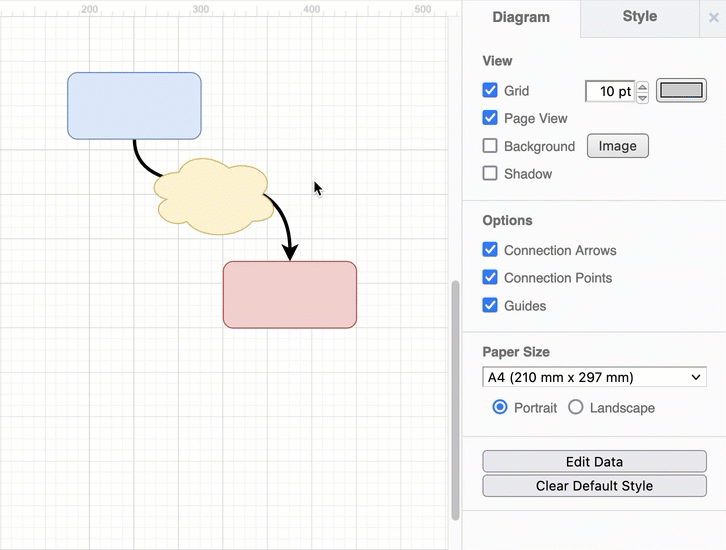 200 300 400 500
Diagram Style ×
View
Grid 10 pt
Page View
Background Image
Shadow
Options
Connection Arrows
Connection Points
Guides
Paper Size
A4 (210 mm x 297 mm)
Portrait Landscape
Edit Data
Clear Default Style